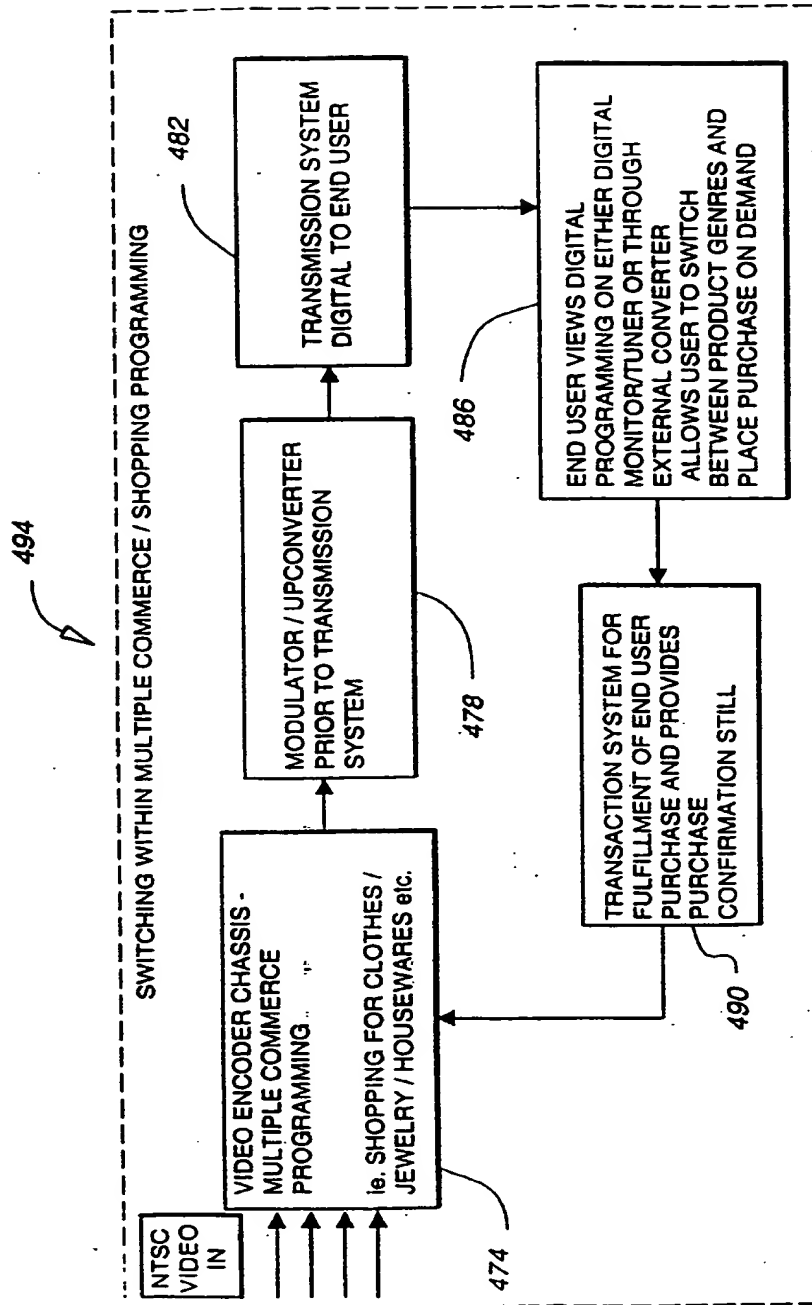 494
SWITCHING WITHIN MULTIPLE COMMERCE / SHOPPING PROGRAMMING
NTSC
VIDEO
IN
VIDEO ENCODER CHASSIS -
MULTIPLE COMMERCE
PROGRAMMING..
ie. SHOPPING FOR CLOTHES /
JEWELRY / HOUSEWARES etc.
474
MODULATOR / UPCONVERTER
PRIOR TO TRANSMISSION
SYSTEM
478
TRANSMISSION SYSTEM
DIGITAL TO END USER
482
END USER VIEWS DIGITAL
PROGRAMMING ON EITHER DIGITAL
MONITOR/TUNER OR THROUGH
EXTERNAL CONVERTER
ALLOWS USER TO SWITCH
BETWEEN PRODUCT GENRES AND
PLACE PURCHASE ON DEMAND
486
TRANSACTION SYSTEM FOR
FULFILLMENT OF END USER
PURCHASE AND PROVIDES
PURCHASE
CONFIRMATION STILL
490